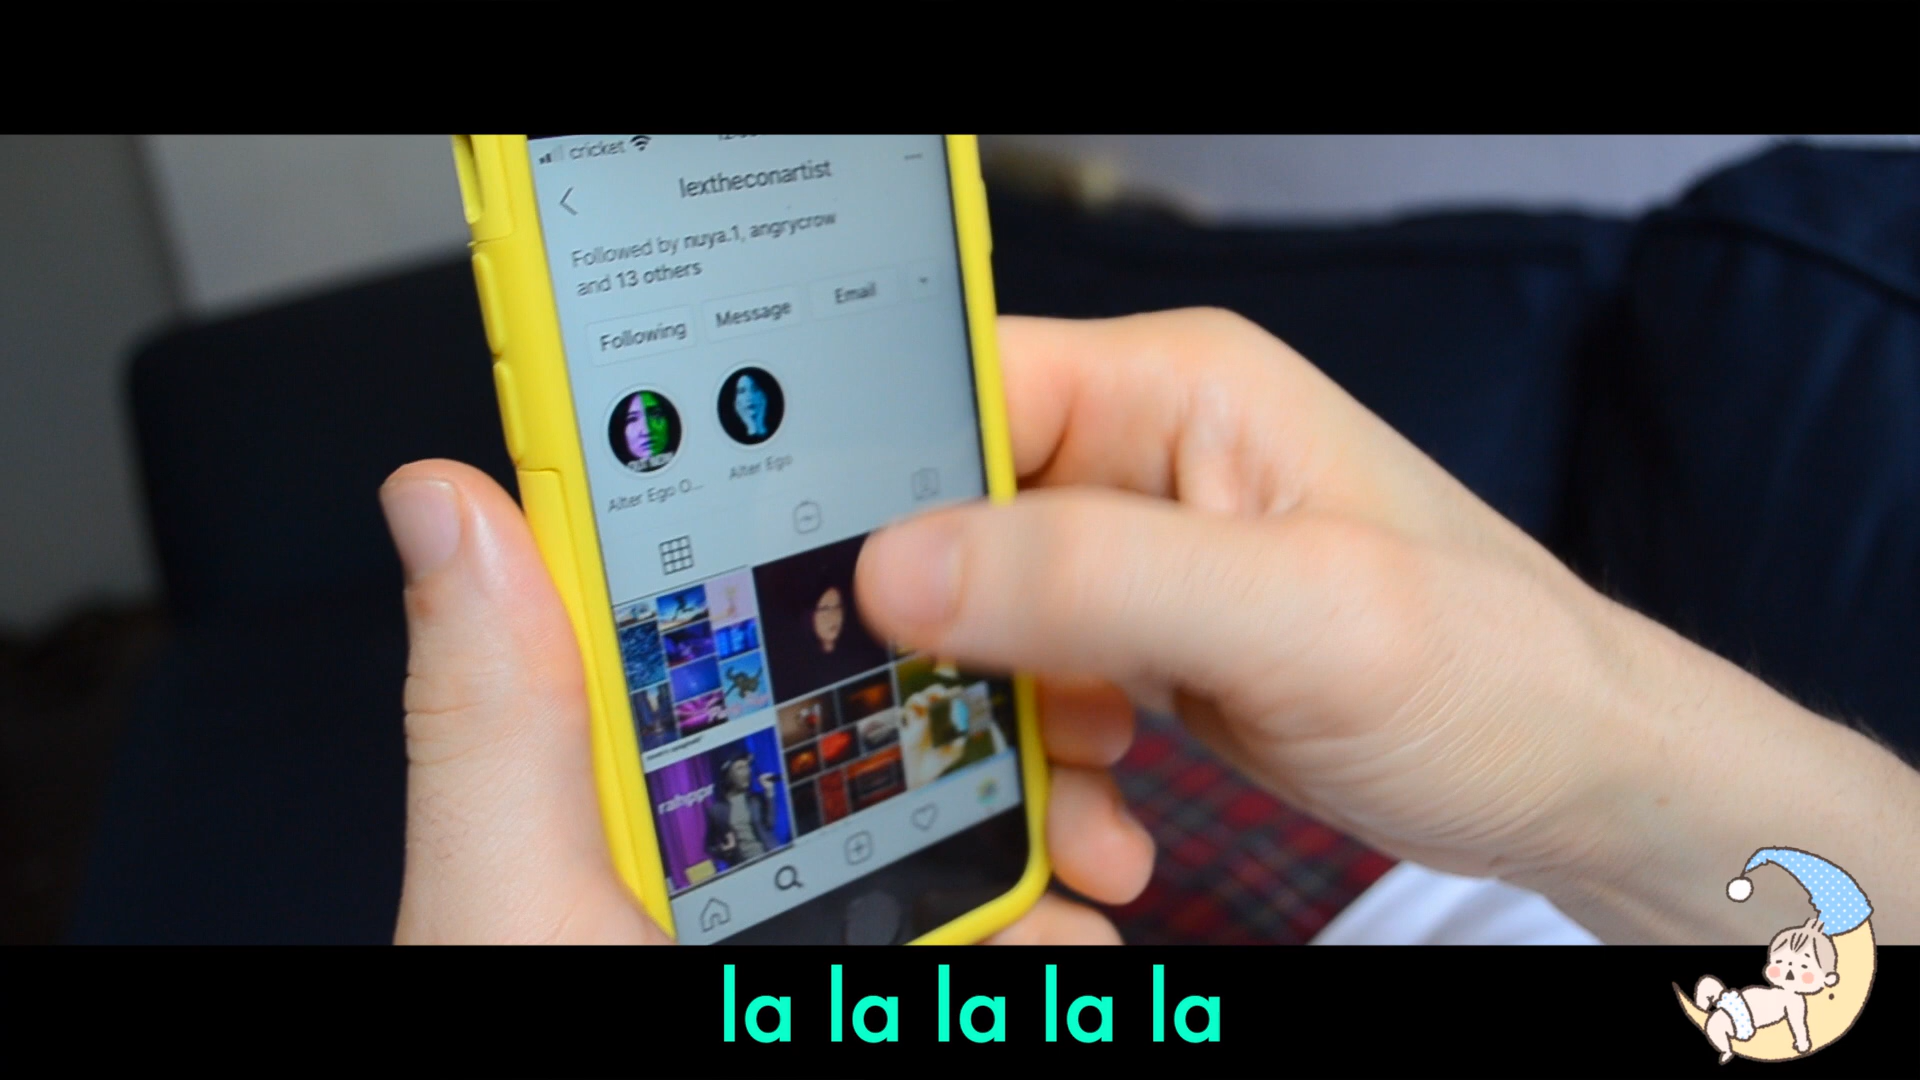 cricket
lextheconartist
Followed by nuya.1, angrycrow
and 13 others
Following Message Email
Alter Ego O... Alter Ego
rahppr
la la la la la